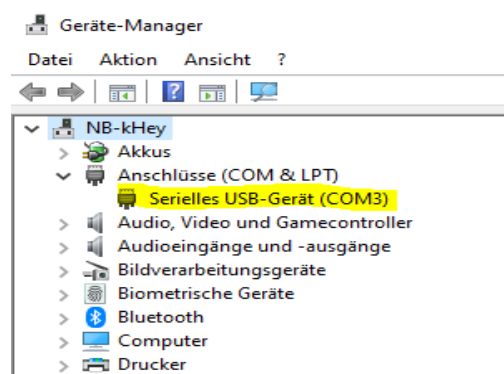 Geräte-Manager
Datei Aktion Ansicht ?
NB-kHey
Akkus
Anschlüsse (COM & LPT)
Serielles USB-Gerät (COM3)
Audio, Video und Gamecontroller
Audioeingänge und -ausgänge
Bildverarbeitungsgeräte
Biometrische Geräte
Bluetooth
Computer
Drucker